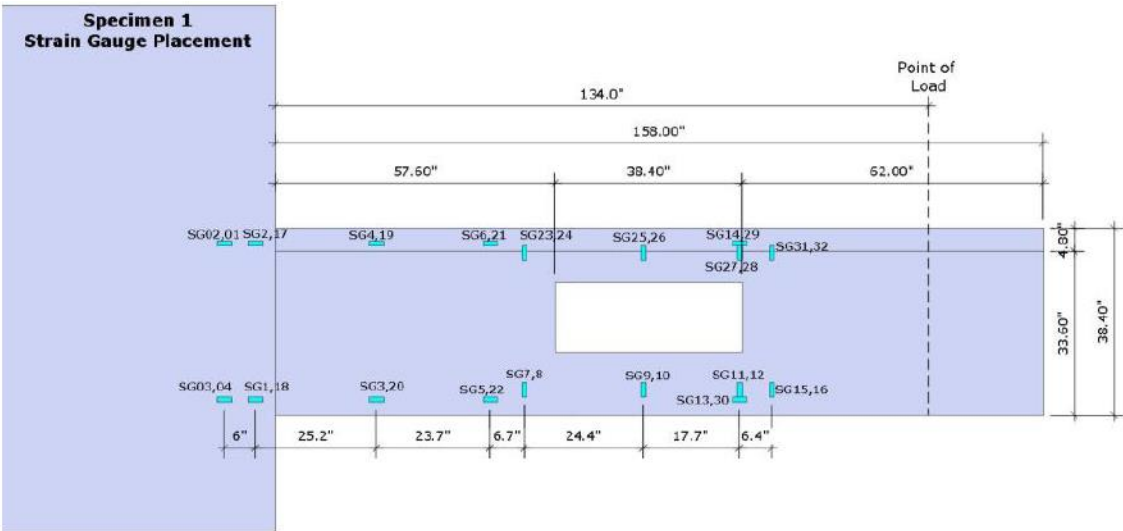 Specimen 1
Strain Gauge Placement
Point of
Load
134.0"
158.00"
57.60"
38.40"
62.00"
SG02,01
SG2,17
SG4,19
SG6,21
SG23,24
SG25,26
SG14,29
SG31,32
SG27,28
4.80"
33.60"
38.40"
SG03,04
SG1,18
SG3,20
SG5,22
SG7,8
SG9,10
SG11,12
SG13,30
SG15,16
6"
25.2"
23.7"
6.7"
24.4"
17.7"
6.4"